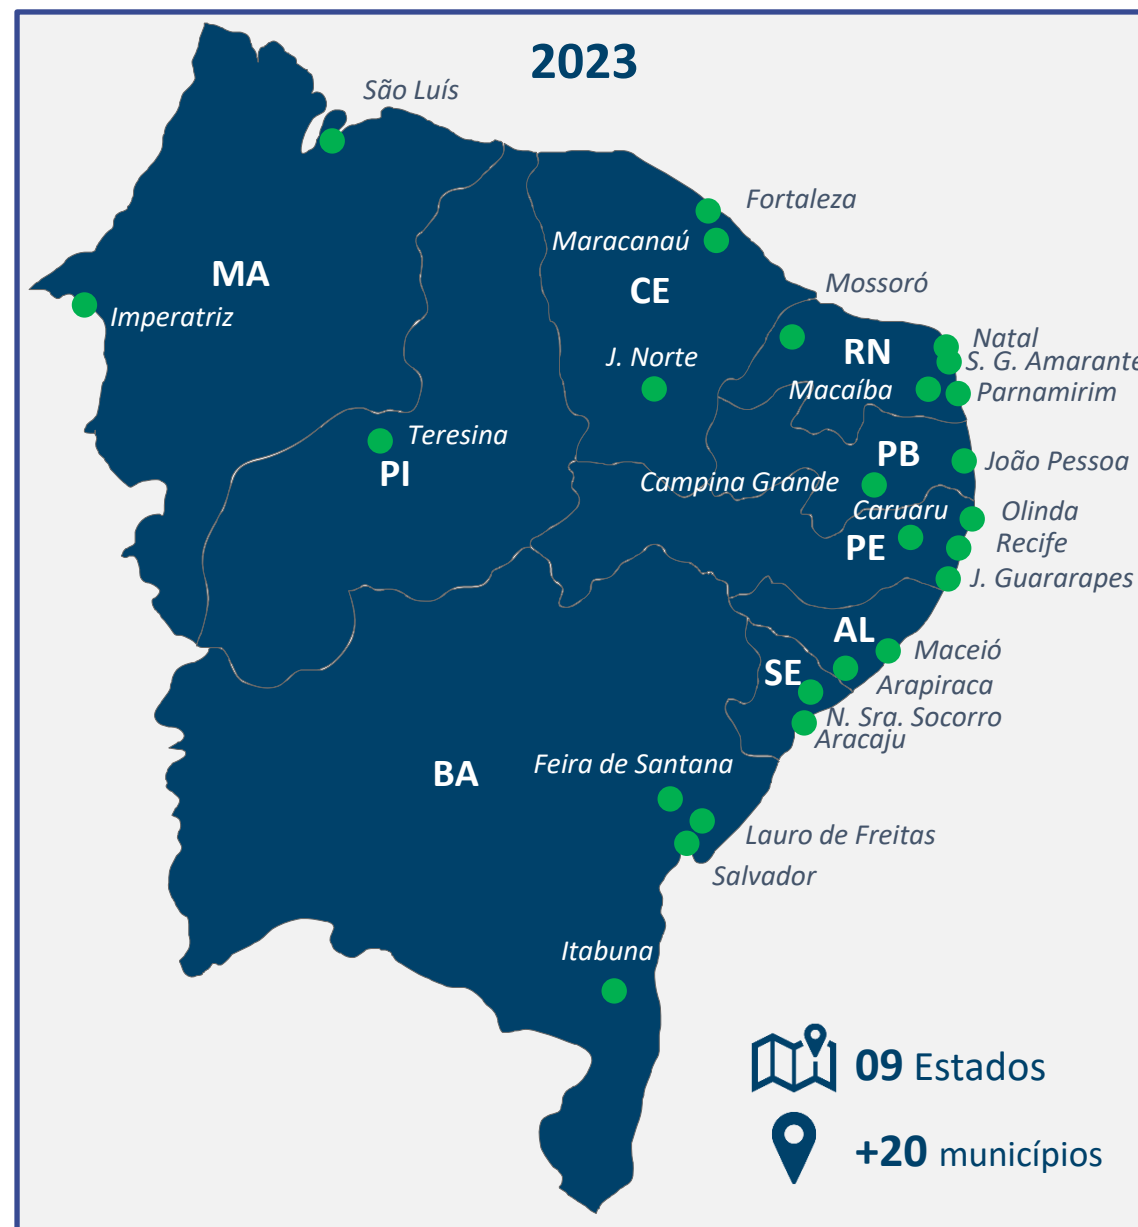 2023
São Luís
Fortaleza
Maracanaú
MA
CE
Mossoró
Imperatriz
Natal
RN
J. Norte
S. G. Amarante
Macaíba
Parnamirim
Teresina
PI
PB
João Pessoa
Campina Grande
Caruaru
Olinda
PE
Recife
J. Guararapes
AL
Maceió
SE
Arapiraca
N. Sra. Socorro
Aracaju
BA
Feira de Santana
Lauro de Freitas
Salvador
Itabuna
09 Estados
+20 municípios